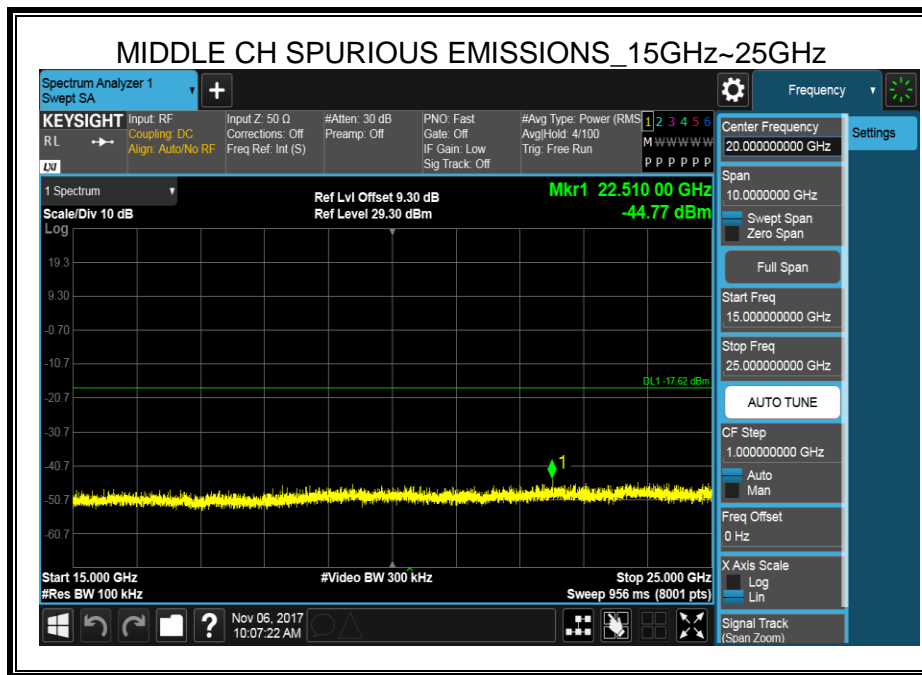 MIDDLE CH SPURIOUS EMISSIONS_15GHz~25GHz
Spectrum Analyzer 1
Swept SA
+
Frequency
KEYSIGHT
RL
LXI
Input: RF
Coupling: DC
Align: Auto/No RF
Input Z: 50 Ω
Corrections: Off
Freq Ref: Int (S)
#Atten: 30 dB
Preamp: Off
PNO: Fast
Gate: Off
IF Gain: Low
Sig Track: Off
#Avg Type: Power (RMS
Avg|Hold: 4/100
Trig: Free Run
1 2 3 4 5 6
M W W W W W
P P P P P P
1 Spectrum
Scale/Div 10 dB
Log
Ref Lvl Offset 9.30 dB
Ref Level 29.30 dBm
Mkr1 22.510 00 GHz
-44.77 dBm
19.3
9.30
-0.70
-10.7
-20.7
-30.7
-40.7
-50.7
-60.7
DL1 -17.62 dBm
1
Start 15.000 GHz
#Res BW 100 kHz
#Video BW 300 kHz
Stop 25.000 GHz
Sweep 956 ms (8001 pts)
Center Frequency
20.000000000 GHz
Span
10.0000000 GHz
Swept Span
Zero Span
Full Span
Start Freq
15.000000000 GHz
Stop Freq
25.000000000 GHz
AUTO TUNE
CF Step
1.000000000 GHz
Auto
Man
Freq Offset
0 Hz
X Axis Scale
Log
Lin
Signal Track
(Span Zoom)
Settings
?
Nov 06, 2017
10:07:22 AM